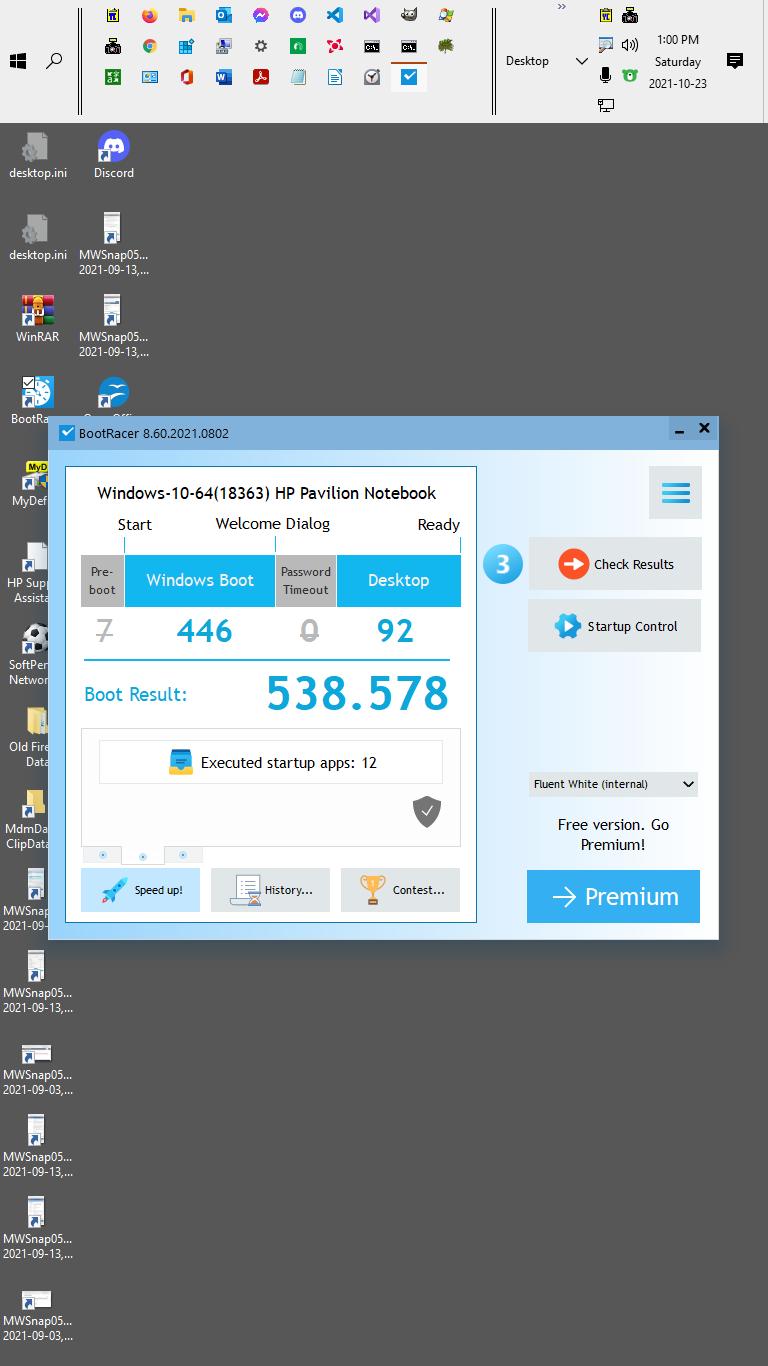 »
Desktop
1:00 PM
Saturday
2021-10-23
desktop.ini
Discord
desktop.ini
MWSnap05...
2021-09-13,...
WinRAR
MWSnap05...
2021-09-13,...
BootRa
MyDef
HP Supp
Assista
SoftPer
Networ
Old Fire
Data
MdmDa
ClipData
MWSnap
2021-09-
MWSnap05...
2021-09-13,...
MWSnap05...
2021-09-03,...
MWSnap05...
2021-09-13,...
MWSnap05...
2021-09-13,...
MWSnap05...
2021-09-03,...
BootRacer 8.60.2021.0802
Windows-10-64(18363) HP Pavilion Notebook
Start Welcome Dialog Ready
Pre-
boot
Windows Boot
Password
Timeout
Desktop
7 446 0 92
Boot Result: 538.578
Executed startup apps: 12
Speed up! History... Contest...
3 Check Results
Startup Control
Fluent White (internal)
Free version. Go
Premium!
Premium